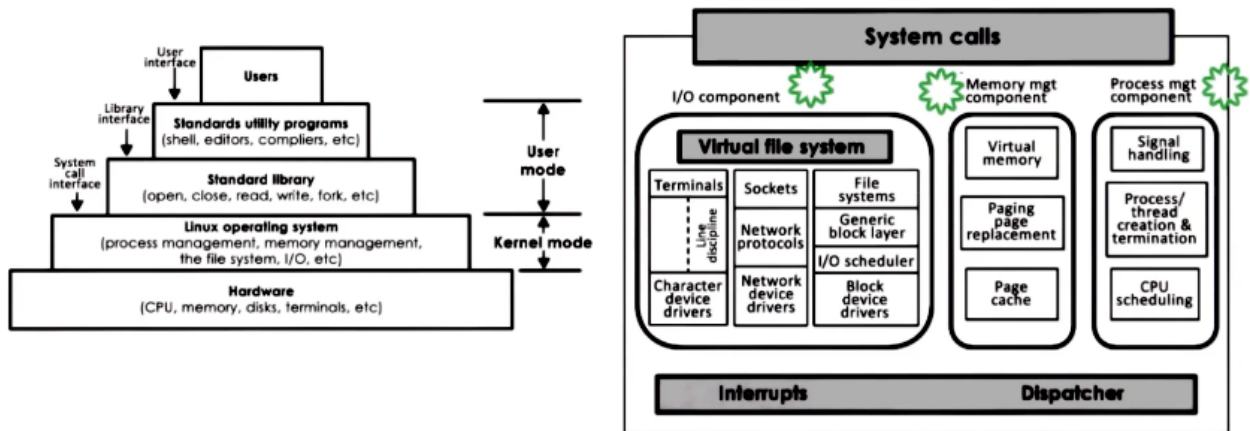 User
interface
Users
Library
interface
Standards utility programs
(shell, editors, compliers, etc)
System
call
interface
Standard library
(open, close, read, write, fork, etc)
User
mode
Linux operating system
(process management, memory management,
the file system, I/O, etc)
Kernel mode
Hardware
(CPU, memory, disks, terminals, etc)
System calls
I/O component
Memory mgt
component
Process mgt
component
Virtual file system
Terminals
Line
discipline
Character
device
drivers
Sockets
Network
protocols
Network
device
drivers
File
systems
Generic
block layer
I/O scheduler
Block
device
drivers
Virtual
memory
Paging
page
replacement
Page
cache
Signal
handling
Process/
thread
creation &
termination
CPU
scheduling
Interrupts
Dispatcher